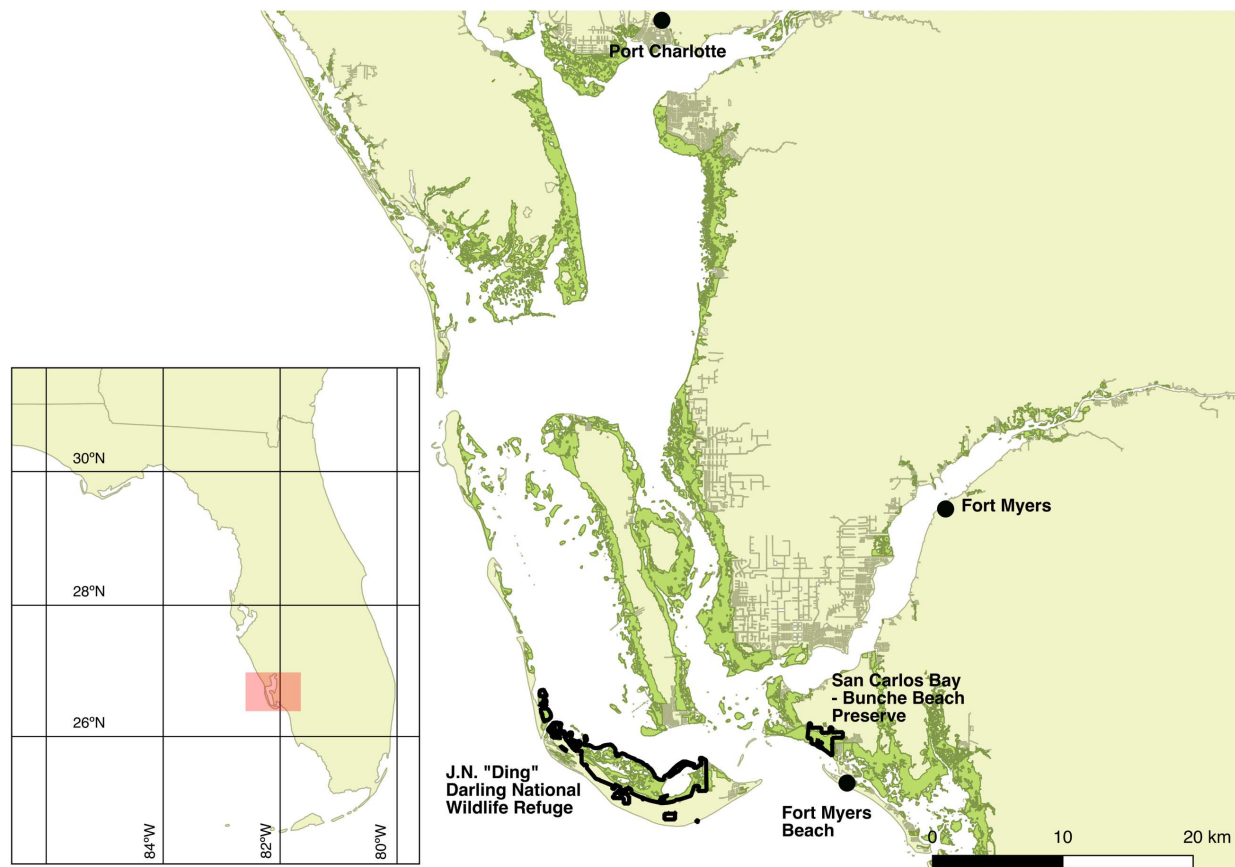 Port Charlotte
30°N
Fort Myers
28°N
San Carlos Bay
- Bunche Beach
Preserve
26°N
J.N. "Ding"
Darling National
Wildlife Refuge
Fort Myers
Beach
84°W
82°W
80°W
0
10
20 km